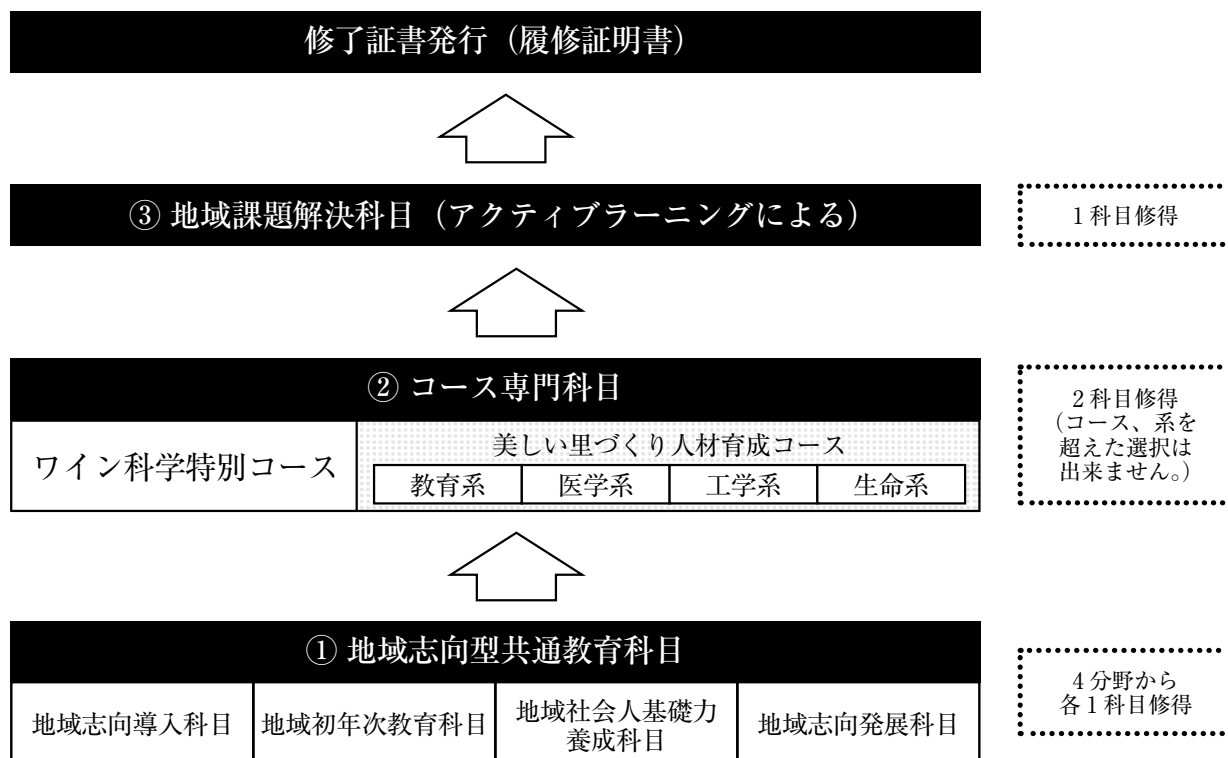 修了証書発行（履修証明書）
③ 地域課題解決科目（アクティブラーニングによる）
1科目修得
② コース専門科目
ワイン科学特別コース
美しい里づくり人材育成コース
教育系
医学系
工学系
生命系
2科目修得
（コース、系を
超えた選択は
出来ません。）
① 地域志向型共通教育科目
地域志向導入科目
地域初年次教育科目
地域社会人基礎力
養成科目
地域志向発展科目
4分野から
各1科目修得